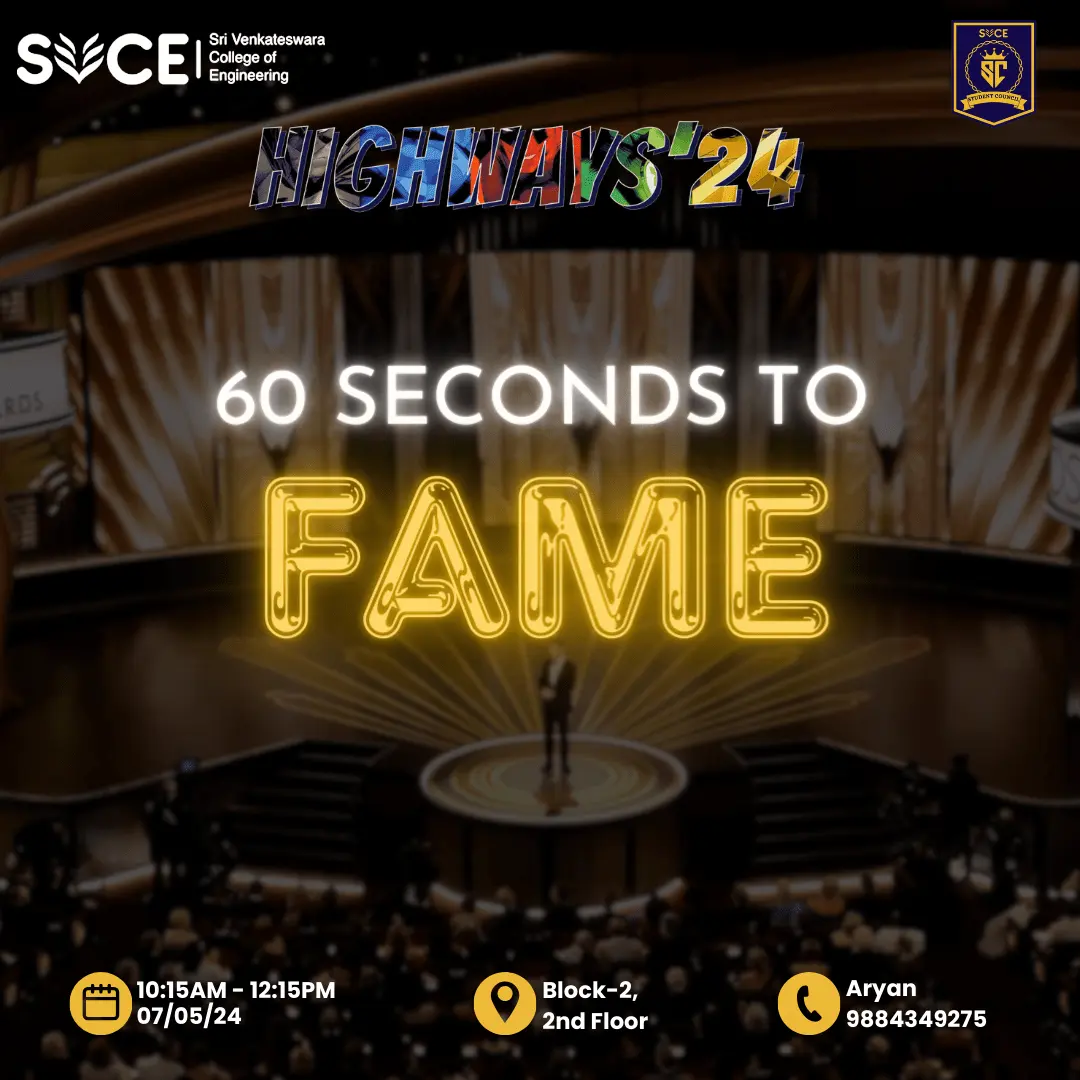 SVCE
Sri Venkateswara
College of
Engineering
SVCE
SC
STUDENT COUNCIL
HIGHWAYS'24
60 SECONDS TO
FAME
10:15AM - 12:15PM
07/05/24
Block-2,
2nd Floor
Aryan
9884349275